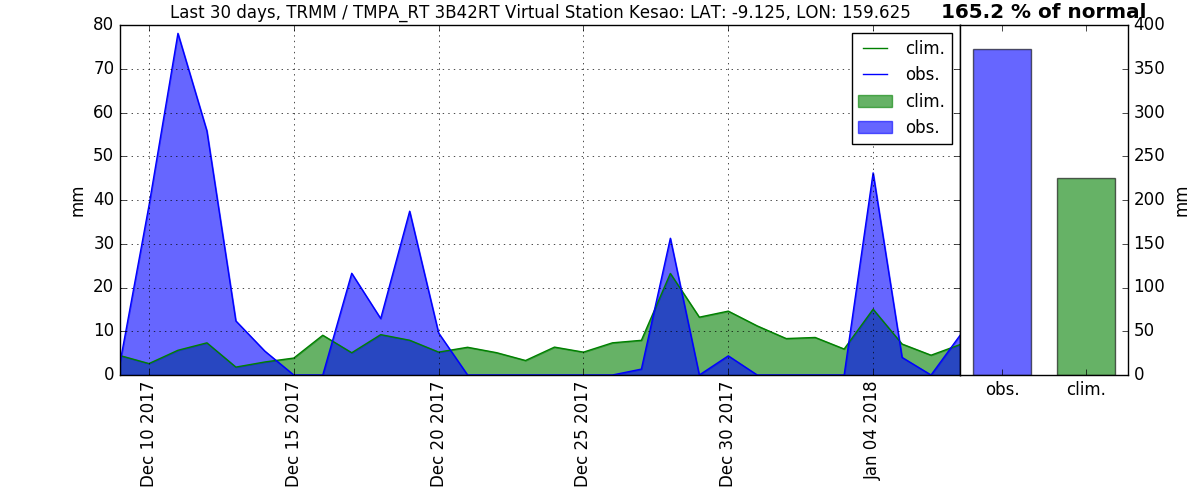 Last 30 days, TRMM / TMPA_RT 3B42RT Virtual Station Kesao: LAT: -9.125, LON: 159.625
165.2 % of normal
80
70
60
50
40
30
20
10
0
mm
clim.
obs.
clim.
obs.
400
350
300
250
200
150
100
50
0
mm
Dec 10 2017
Dec 15 2017
Dec 20 2017
Dec 25 2017
Dec 30 2017
Jan 04 2018
obs.
clim.